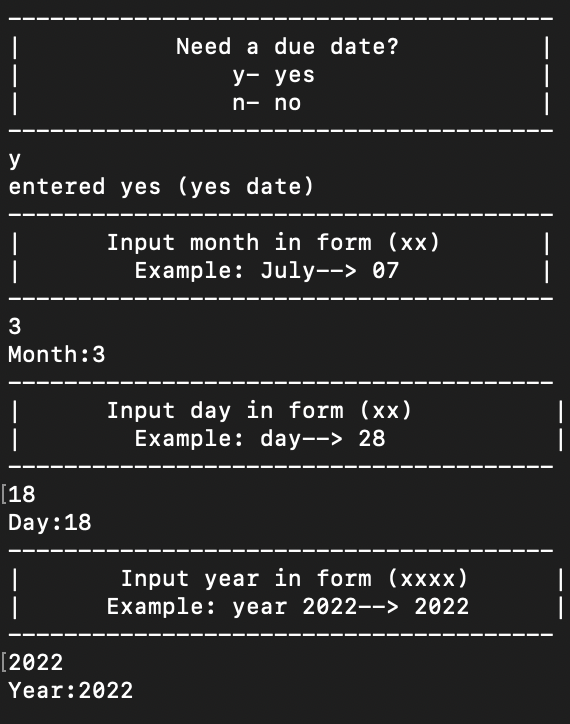 ---------------------------------------
|           Need a due date?          |
|               y- yes                |
|               n- no                 |
---------------------------------------
y
entered yes (yes date)
---------------------------------------
|      Input month in form (xx)       |
|        Example: July--> 07          |
---------------------------------------
3
Month:3
---------------------------------------
|      Input day in form (xx)          |
|        Example: day--> 28            |
---------------------------------------
[18
Day:18
---------------------------------------
|       Input year in form (xxxx)      |
|      Example: year 2022--> 2022      |
---------------------------------------
[2022
Year:2022